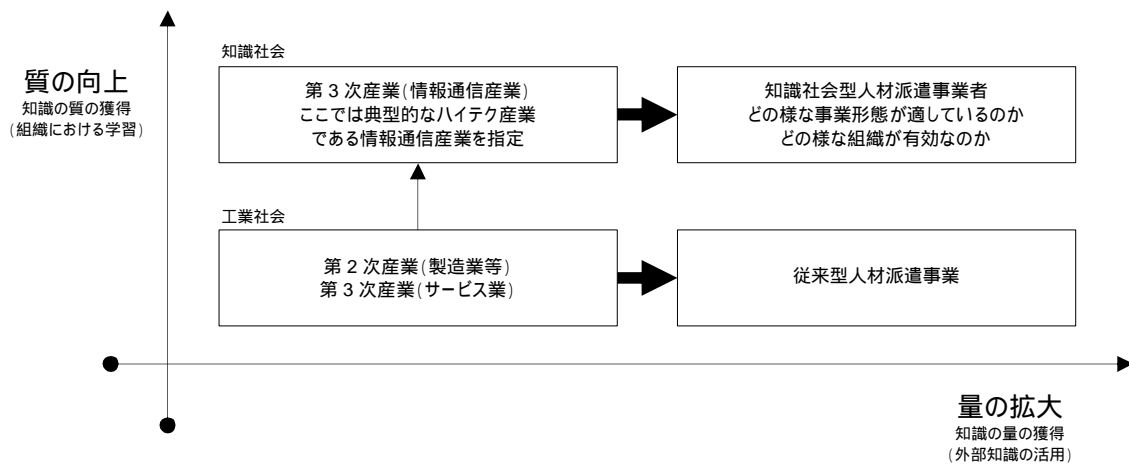 質の向上
知識の質の獲得
(組織における学習)
知識社会
第3次産業(情報通信産業)
ここでは典型的なハイテク産業
である情報通信産業を指定
知識社会型人材派遣事業者
どの様な事業形態が適しているのか
どの様な組織が有効なのか
工業社会
第2次産業(製造業等)
第3次産業(サービス業)
従来型人材派遣事業
量の拡大
知識の量の獲得
(外部知識の活用)